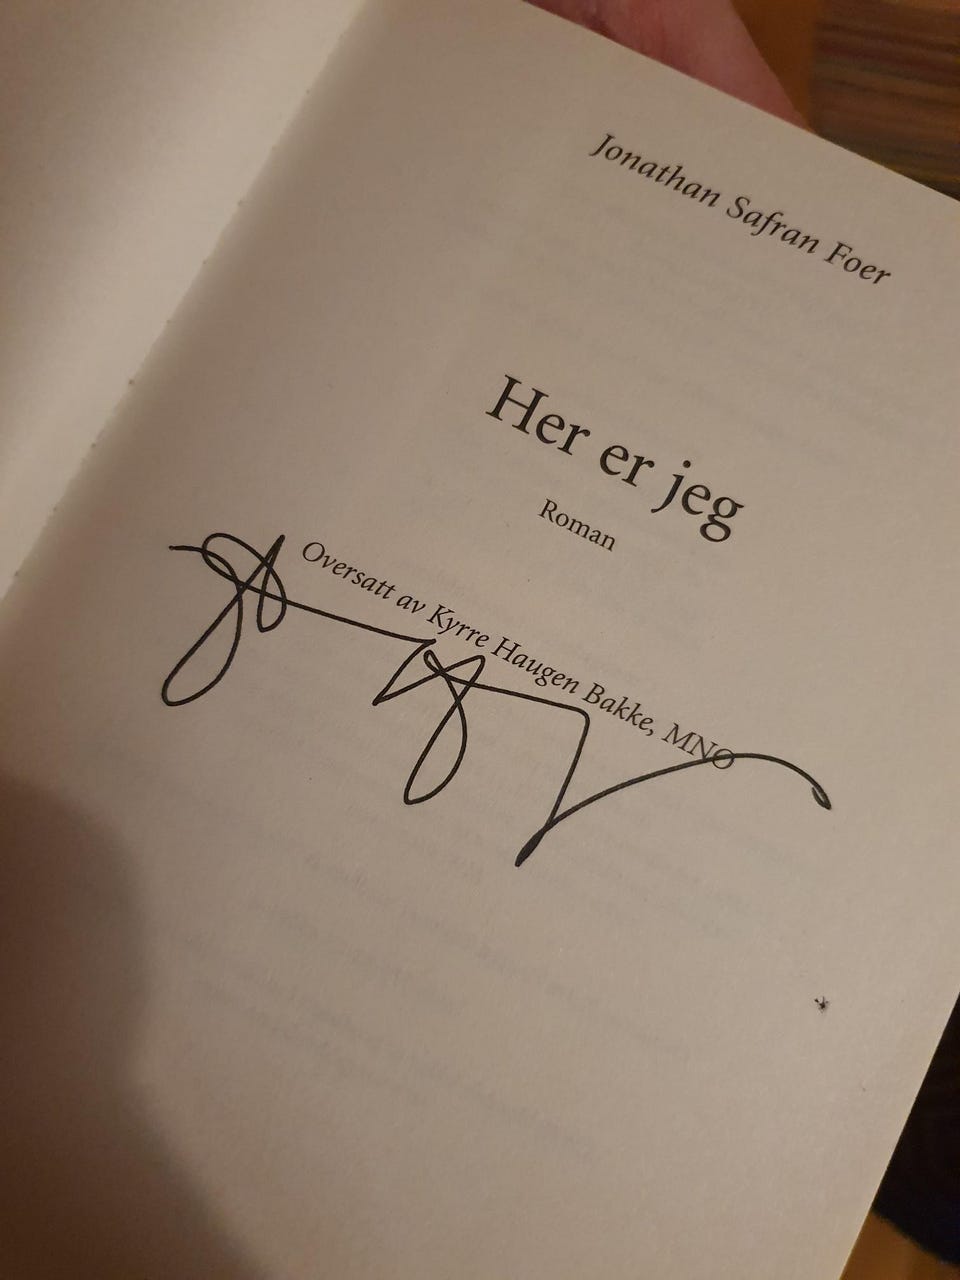 Jonathan Safran Foer
Her er jeg
Roman
Oversatt av Kyrre Haugen Bakke, MNO